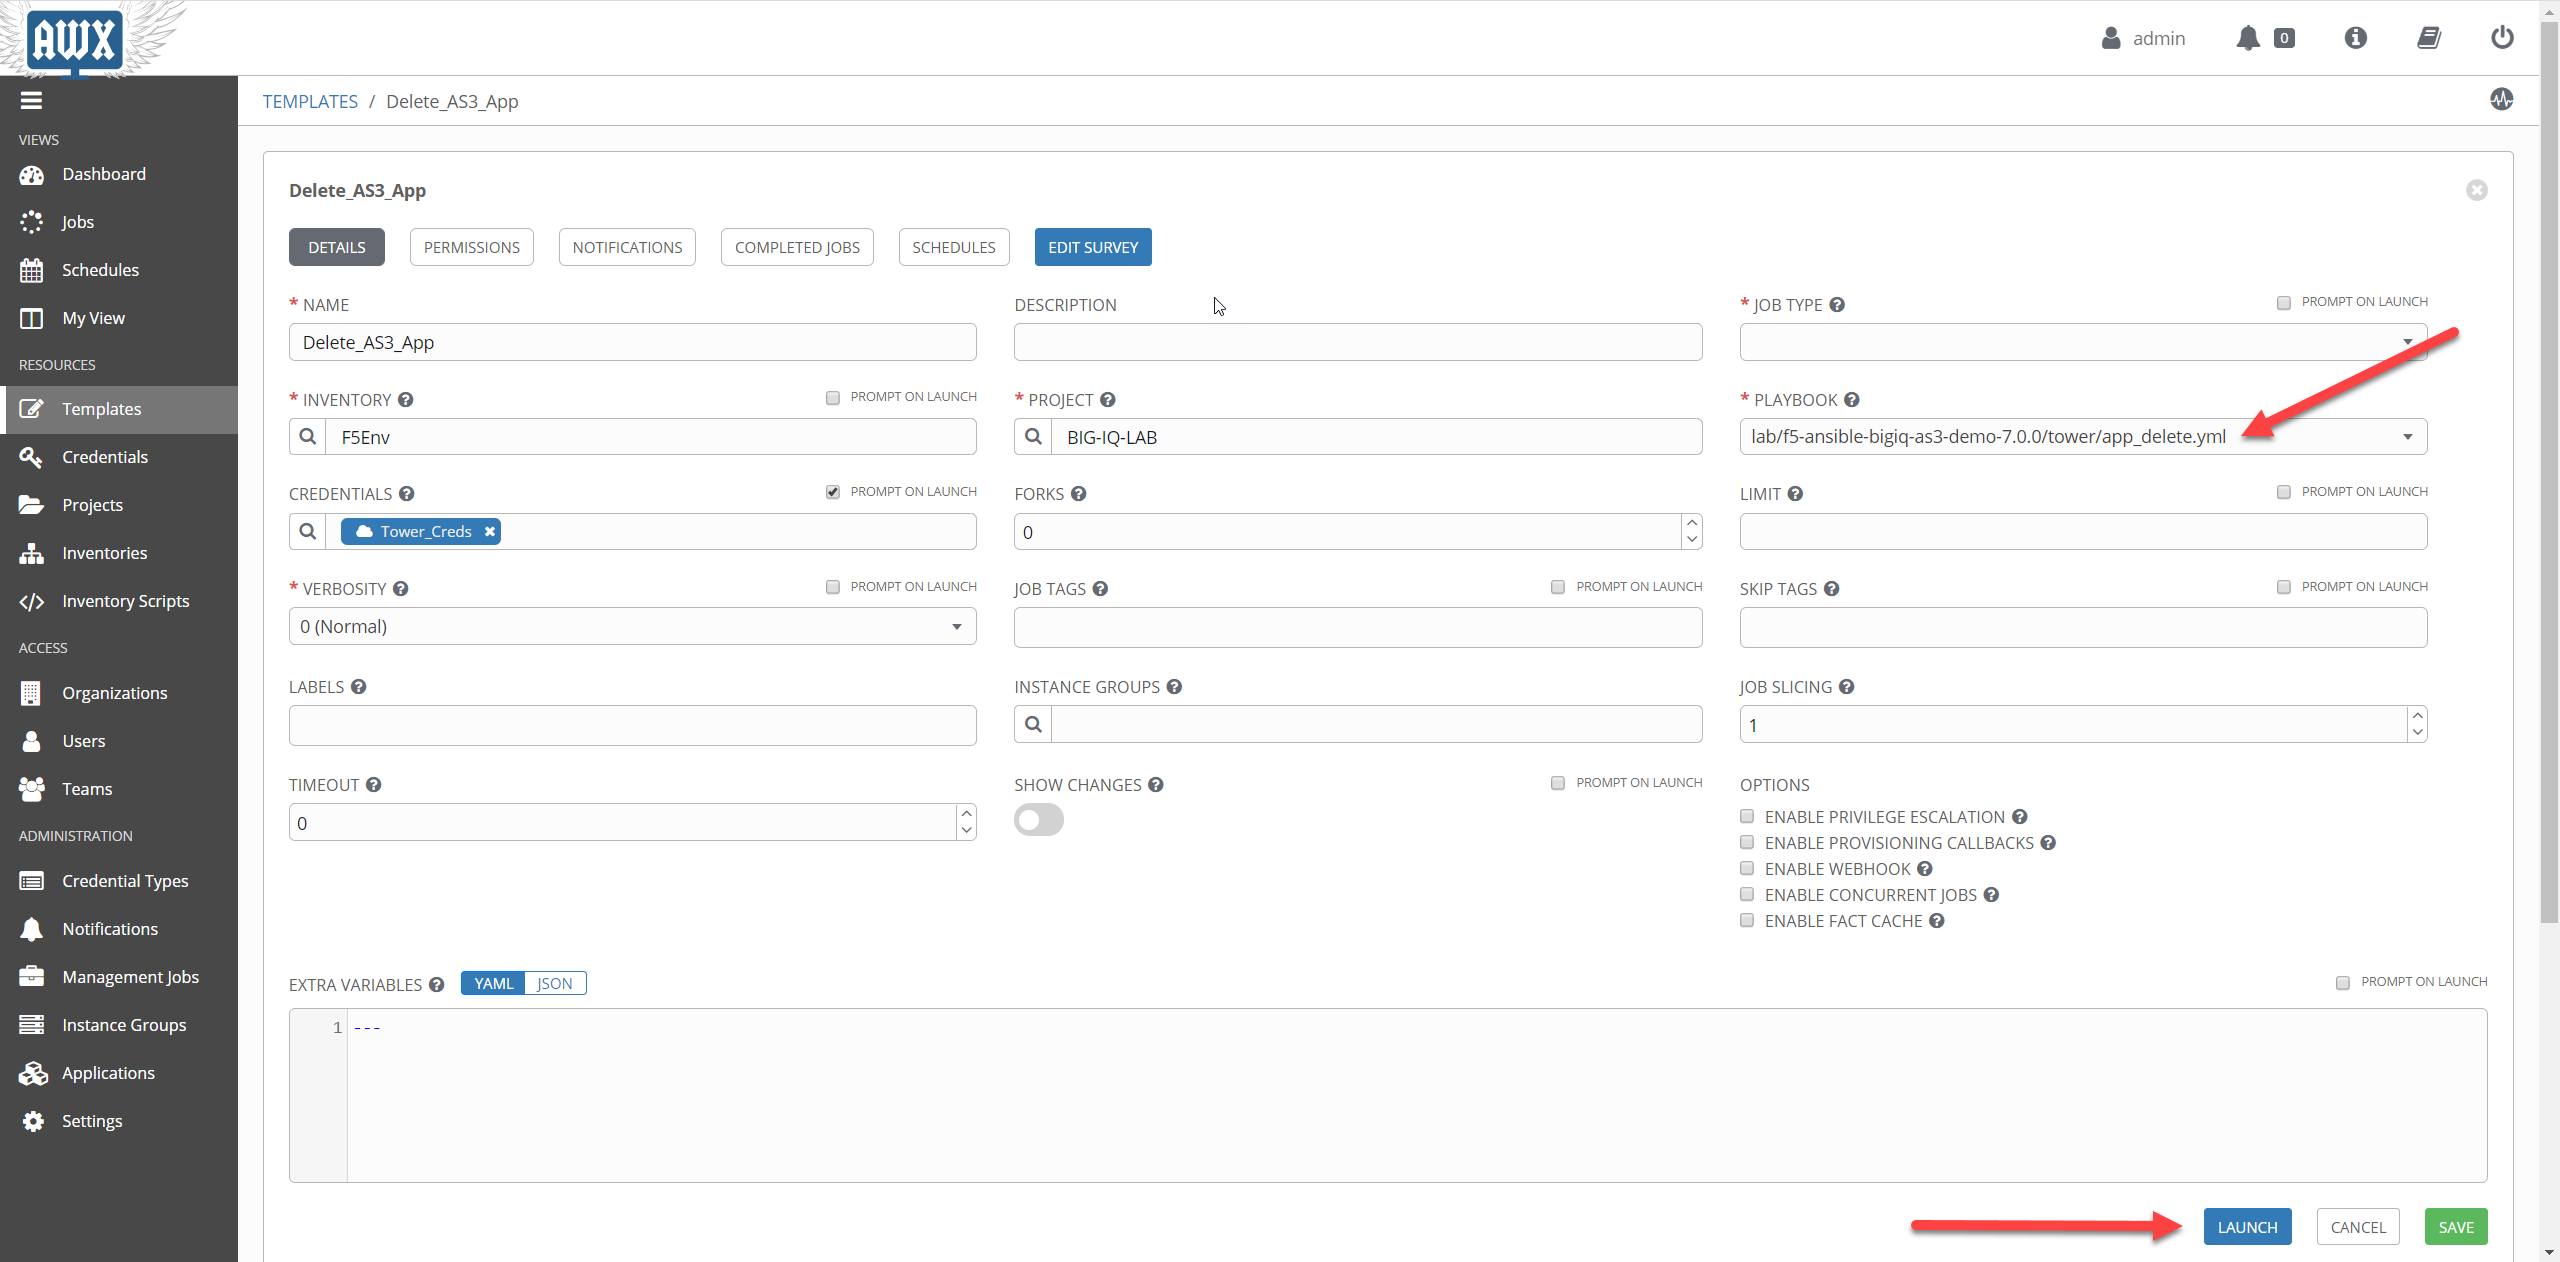 AWX
admin
0
TEMPLATES / Delete_AS3_App
VIEWS
Dashboard
Jobs
Schedules
My View
RESOURCES
Templates
Credentials
Projects
Inventories
Inventory Scripts
ACCESS
Organizations
Users
Teams
ADMINISTRATION
Credential Types
Notifications
Management Jobs
Instance Groups
Applications
Settings
Delete_AS3_App
DETAILS PERMISSIONS NOTIFICATIONS COMPLETED JOBS SCHEDULES EDIT SURVEY
* NAME DESCRIPTION * JOB TYPE ? PROMPT ON LAUNCH
Delete_AS3_App
* INVENTORY ? PROMPT ON LAUNCH * PROJECT ? * PLAYBOOK ?
F5Env BIG-IQ-LAB lab/f5-ansible-bigiq-as3-demo-7.0.0/tower/app_delete.yml
CREDENTIALS ? PROMPT ON LAUNCH FORKS ? LIMIT ? PROMPT ON LAUNCH
Tower_Creds 0
* VERBOSITY ? PROMPT ON LAUNCH JOB TAGS ? PROMPT ON LAUNCH SKIP TAGS ? PROMPT ON LAUNCH
0 (Normal)
LABELS ? INSTANCE GROUPS ? JOB SLICING ?
1
TIMEOUT ? SHOW CHANGES ? PROMPT ON LAUNCH OPTIONS
0
ENABLE PRIVILEGE ESCALATION ?
ENABLE PROVISIONING CALLBACKS ?
ENABLE WEBHOOK ?
ENABLE CONCURRENT JOBS ?
ENABLE FACT CACHE ?
EXTRA VARIABLES ? YAML JSON PROMPT ON LAUNCH
1 ---
LAUNCH CANCEL SAVE